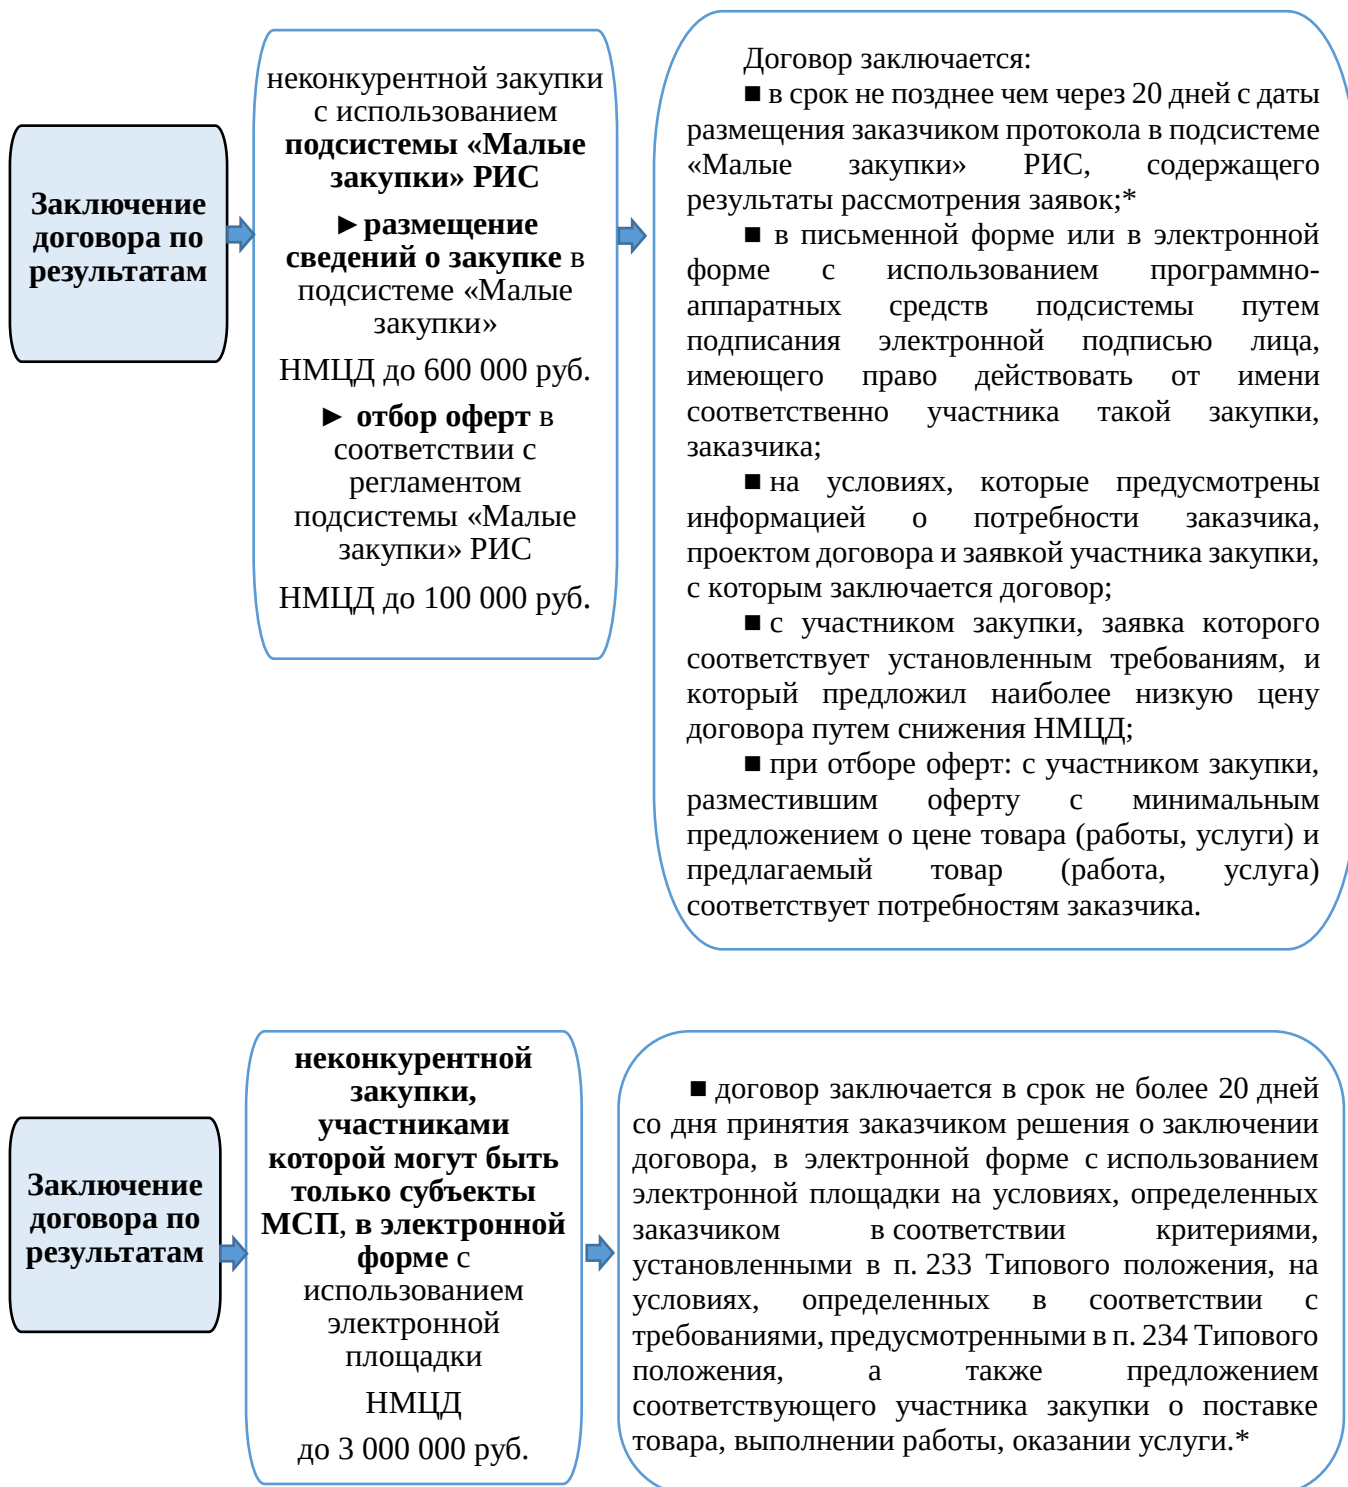 Заключение
договора по
результатам
неконкурентной закупки
с использованием
подсистемы «Малые
закупки» РИС
►размещение
сведений о закупке в
подсистеме «Малые
закупки»
НМЦД до 600 000 руб.
► отбор оферт в
соответствии с
регламентом
подсистемы «Малые
закупки» РИС
НМЦД до 100 000 руб.
Договор заключается:
■ в срок не позднее чем через 20 дней с даты
размещения заказчиком протокола в подсистеме
«Малые закупки» РИС, содержащего
результаты рассмотрения заявок;*
■ в письменной форме или в электронной
форме с использованием программно-
аппаратных средств подсистемы путем
подписания электронной подписью лица,
имеющего право действовать от имени
соответственно участника такой закупки,
заказчика;
■ на условиях, которые предусмотрены
информацией о потребности заказчика,
проектом договора и заявкой участника закупки,
с которым заключается договор;
■ с участником закупки, заявка которого
соответствует установленным требованиям, и
который предложил наиболее низкую цену
договора путем снижения НМЦД;
■ при отборе оферт: с участником закупки,
разместившим оферту с минимальным
предложением о цене товара (работы, услуги) и
предлагаемый товар (работа, услуга)
соответствует потребностям заказчика.
Заключение
договора по
результатам
неконкурентной
закупки,
участниками
которой могут быть
только субъекты
МСП, в электронной
форме с
использованием
электронной
площадки
НМЦД
до 3 000 000 руб.
■ договор заключается в срок не более 20 дней
со дня принятия заказчиком решения о заключении
договора, в электронной форме с использованием
электронной площадки на условиях, определенных
заказчиком в соответствии критериями,
установленными в п. 233 Типового положения, на
условиях, определенных в соответствии с
требованиями, предусмотренными в п. 234 Типового
положения, а также предложением
соответствующего участника закупки о поставке
товара, выполнении работы, оказании услуги.*